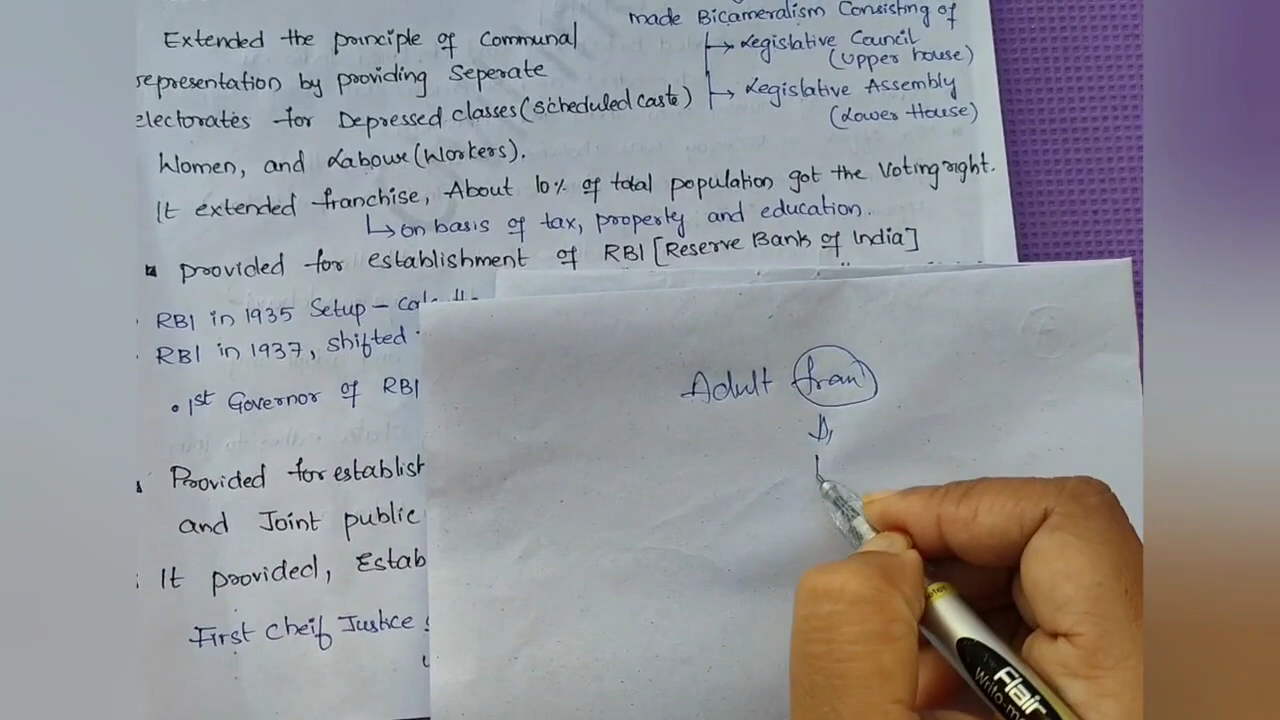 made Bicameralism Consisting of
Legislative Council
(Upper house)
Legislative Assembly
(Lower House)
Extended the principle of Communal
representation by providing Seperate
electorates for Depressed classes (Scheduled caste)
Women, and Labour (Workers).
It extended franchise, About 10% of total population got the Voting right.
on basis of tax, property and education.
provided for establishment of RBI [Reserve Bank of India]
RBI in 1935 Setup –
RBI in 1937, shifted
1st Governor of RBI
Provided for establish
and Joint public
It provided, Estab
First Cheif Justice
Adult fran
Flair